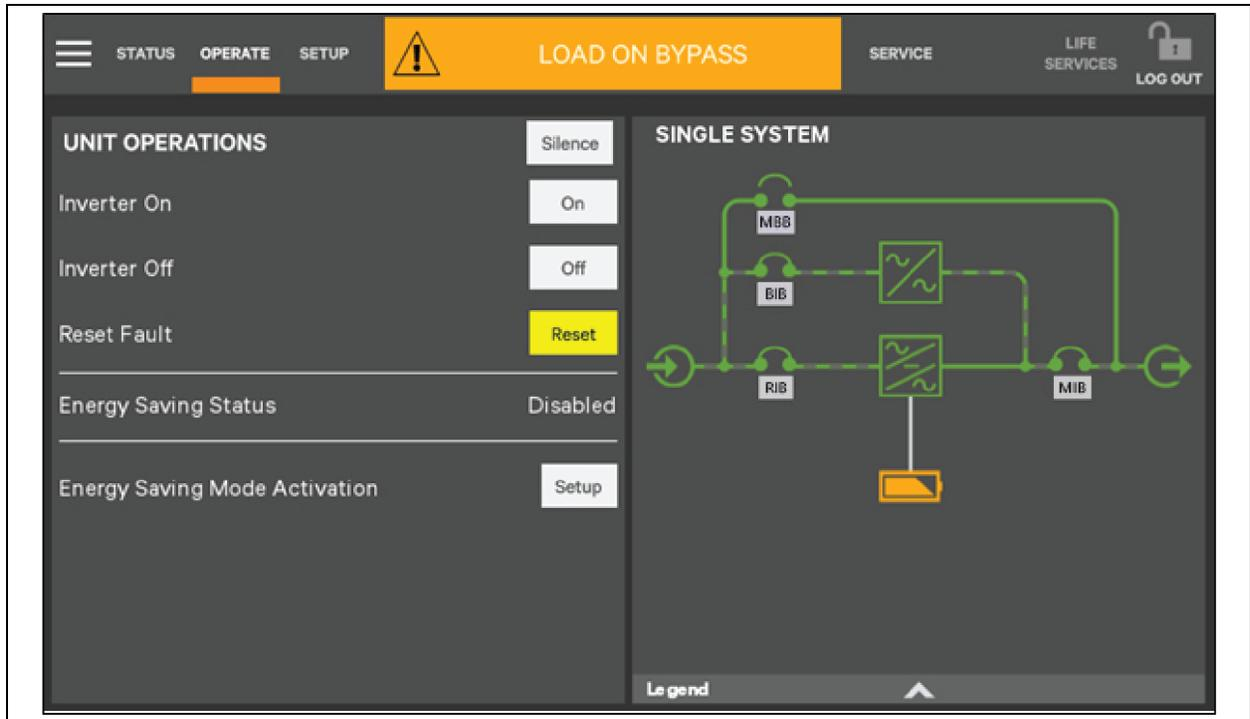 STATUS OPERATE SETUP LOAD ON BYPASS SERVICE LIFE
SERVICES
LOG OUT
UNIT OPERATIONS Silence
Inverter On On
Inverter Off Off
Reset Fault Reset
Energy Saving Status Disabled
Energy Saving Mode Activation Setup
SINGLE SYSTEM
MBB
BIB
RIB MIB
Legend